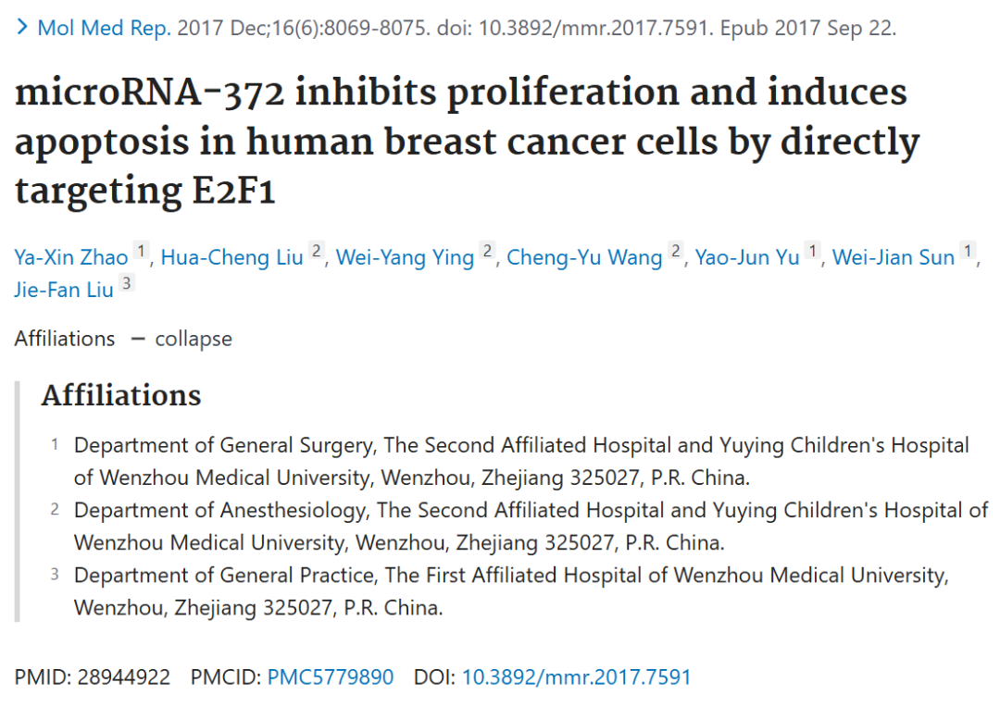 Mol Med Rep. 2017 Dec;16(6):8069-8075. doi: 10.3892/mmr.2017.7591. Epub 2017 Sep 22.
microRNA-372 inhibits proliferation and induces
apoptosis in human breast cancer cells by directly
targeting E2F1
Ya-Xin Zhao 1, Hua-Cheng Liu 2, Wei-Yang Ying 2, Cheng-Yu Wang 2, Yao-Jun Yu 1, Wei-Jian Sun 1,
Jie-Fan Liu 3
Affiliations — collapse
Affiliations
1 Department of General Surgery, The Second Affiliated Hospital and Yuying Children's Hospital
of Wenzhou Medical University, Wenzhou, Zhejiang 325027, P.R. China.
2 Department of Anesthesiology, The Second Affiliated Hospital and Yuying Children's Hospital of
Wenzhou Medical University, Wenzhou, Zhejiang 325027, P.R. China.
3 Department of General Practice, The First Affiliated Hospital of Wenzhou Medical University,
Wenzhou, Zhejiang 325027, P.R. China.
PMID: 28944922 PMCID: PMC5779890 DOI: 10.3892/mmr.2017.7591